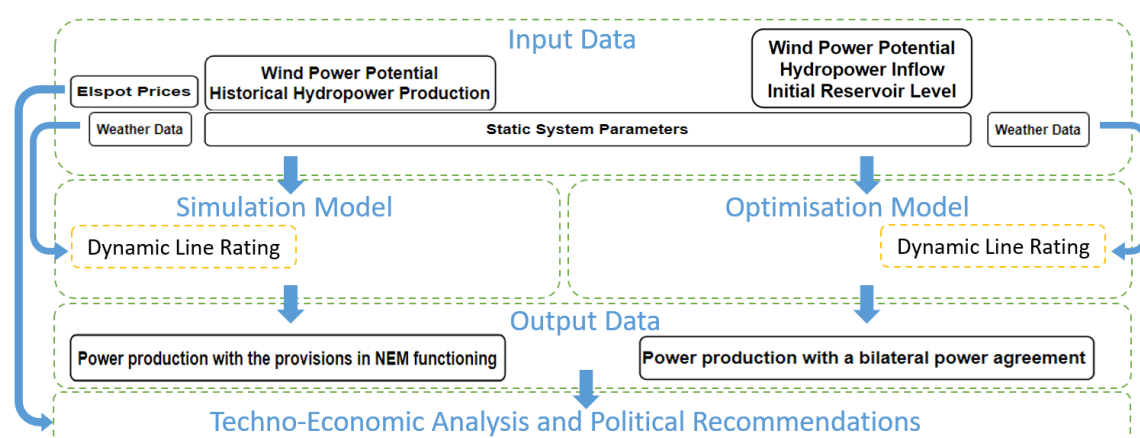 Input Data
Elspot Prices
Wind Power Potential
Historical Hydropower Production
Wind Power Potential
Hydropower Inflow
Initial Reservoir Level
Weather Data
Static System Parameters
Weather Data
Simulation Model
Dynamic Line Rating
Optimisation Model
Dynamic Line Rating
Output Data
Power production with the provisions in NEM functioning
Power production with a bilateral power agreement
Techno-Economic Analysis and Political Recommendations